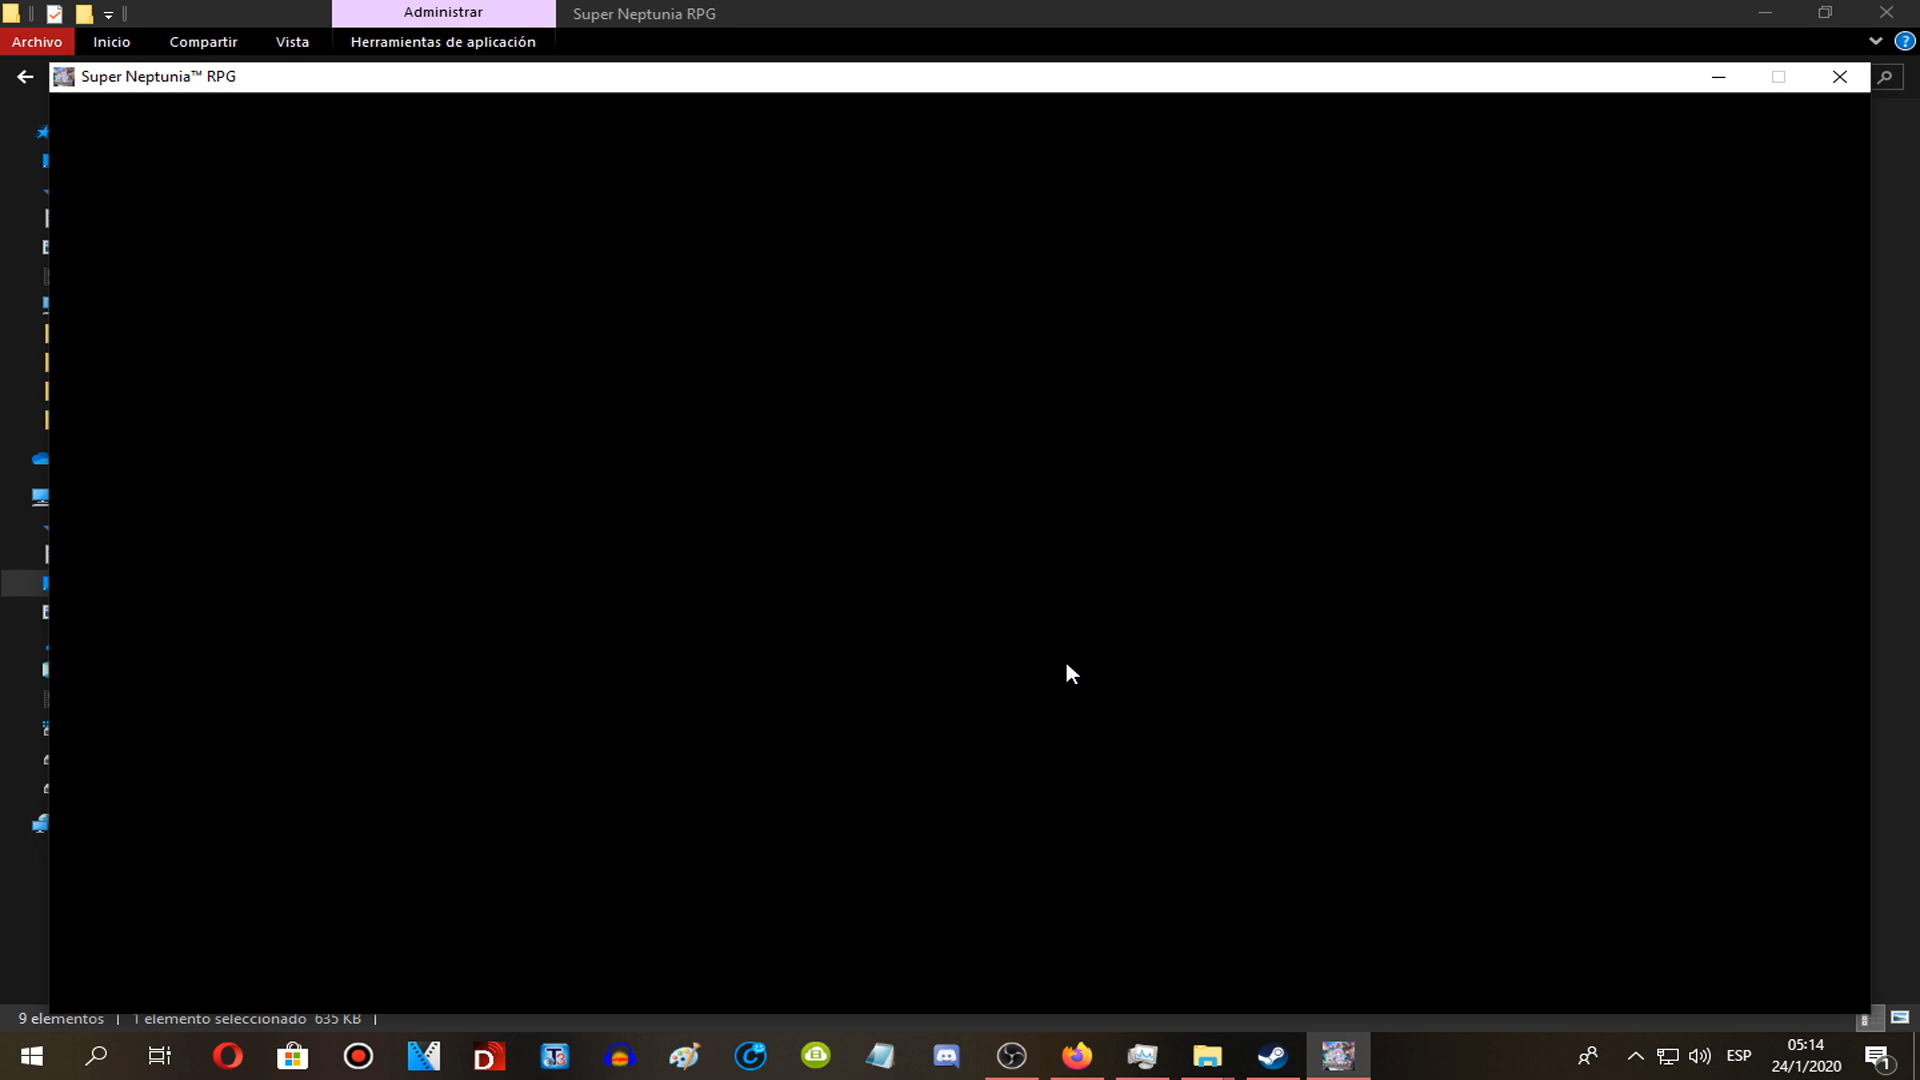 Administrar
Super Neptunia RPG
Archivo
Inicio
Compartir
Vista
Herramientas de aplicación
Super Neptunia™ RPG
9 elementos
1 elemento seleccionado 635 KB
ESP
05:14
24/1/2020
1